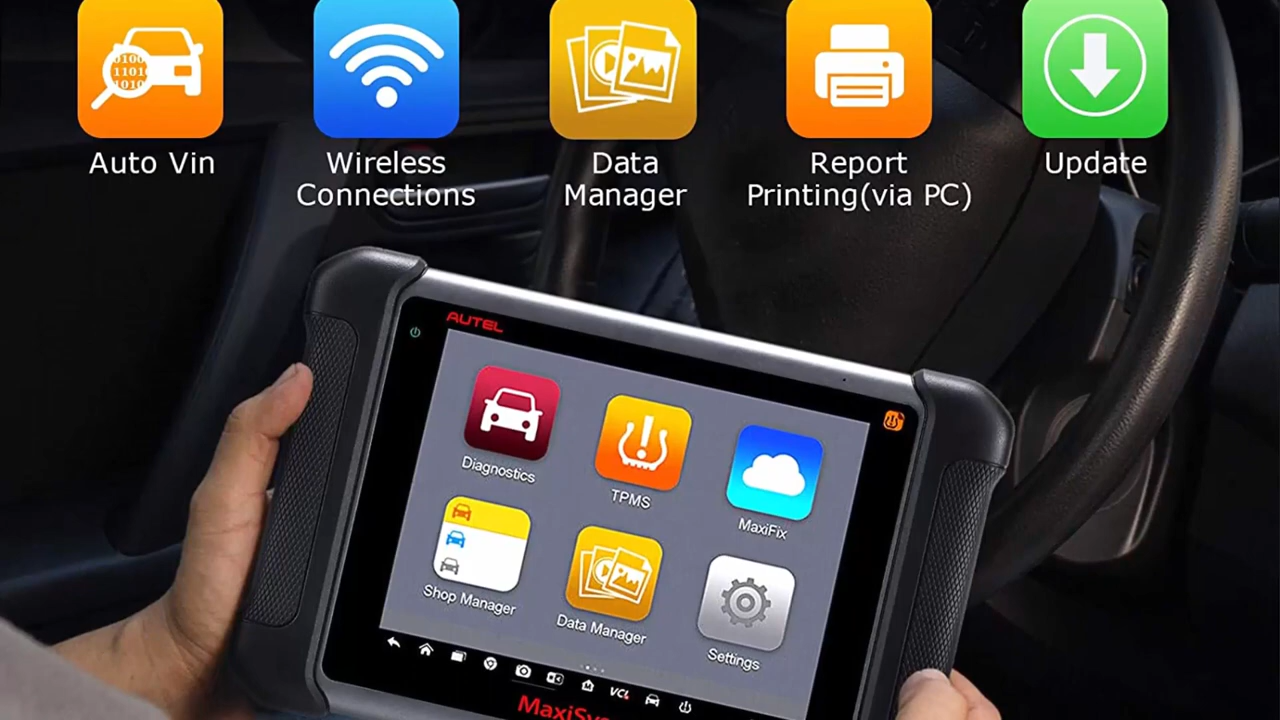 Auto Vin
Wireless
Connections
Data
Manager
Report
Printing(via PC)
Update
AUTEL
Diagnostics
TPMS
MaxiFix
Shop Manager
Data Manager
Settings
VCI